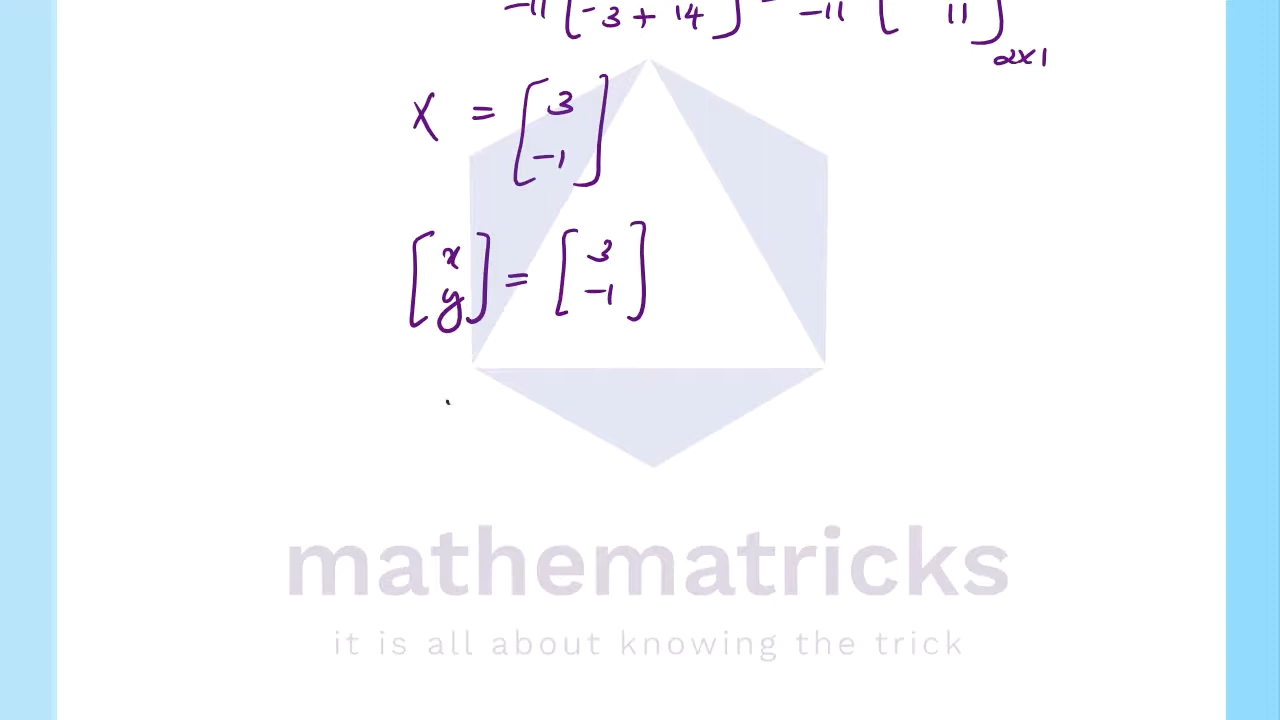 -11 [ -3 + 14 ] = -11 [ 11 ] 2x1
X = [ 3
-1 ]
[ x
y ] = [ 3
-1 ]
mathematricks
it is all about knowing the trick